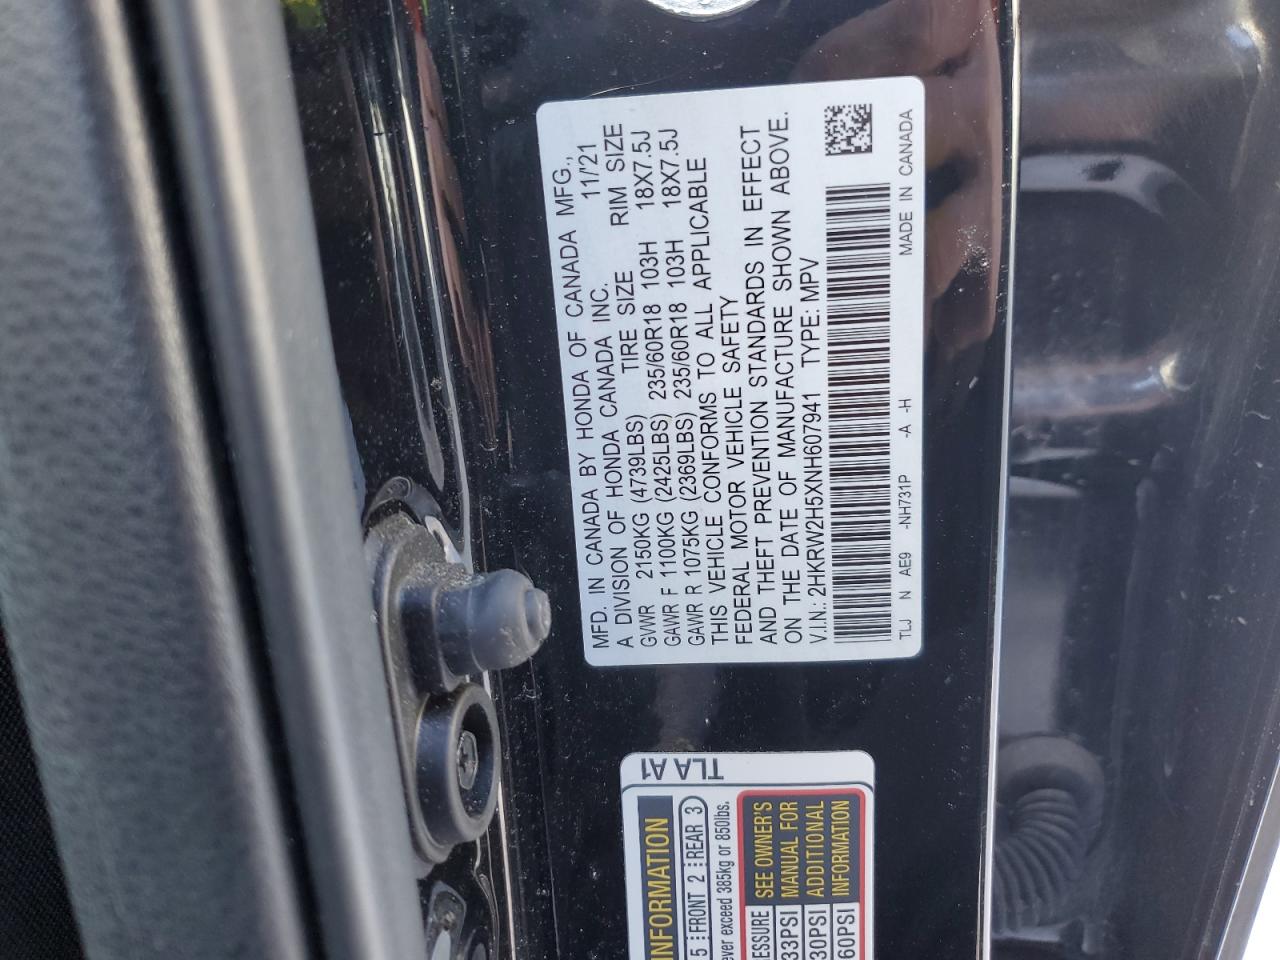 MFD. IN CANADA BY HONDA OF CANADA MFG.,
A DIVISION OF HONDA CANADA INC. 11/'21
GVWR 2150KG (4739LBS) TIRE SIZE RIM SIZE
GAWR F 1100KG (2425LBS) 235/60R18 103H 18X7.5J
GAWR R 1075KG (2369LBS) 235/60R18 103H 18X7.5J
THIS VEHICLE CONFORMS TO ALL APPLICABLE
FEDERAL MOTOR VEHICLE SAFETY
AND THEFT PREVENTION STANDARDS IN EFFECT
ON THE DATE OF MANUFACTURE SHOWN ABOVE.
V.I.N.: 2HKRW2H5XNH607941 TYPE: MPV
TLJ N AE9 -NH731P -A -H MADE IN CANADA
TLA A1
INFORMATION
5 FRONT 2 REAR 3
ever exceed 385kg or 850lbs.
ESSURE
33PSI
30PSI
60PSI
SEE OWNER'S
MANUAL FOR
ADDITIONAL
INFORMATION